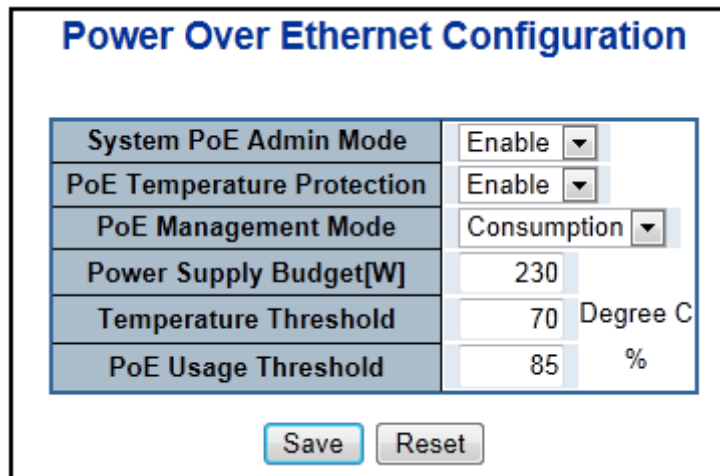 Power Over Ethernet Configuration
System PoE Admin Mode Enable
PoE Temperature Protection Enable
PoE Management Mode Consumption
Power Supply Budget[W] 230
Temperature Threshold 70 Degree C
PoE Usage Threshold 85 %
Save Reset